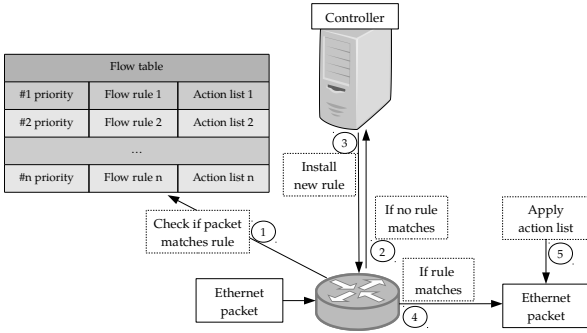 Controller
Flow table
#1 priority Flow rule 1 Action list 1
#2 priority Flow rule 2 Action list 2
...
#n priority Flow rule n Action list n
3
Install
new rule
Check if packet
matches rule
1
If no rule
matches
2
Apply
action list
5
Ethernet
packet
If rule
matches
4
Ethernet
packet